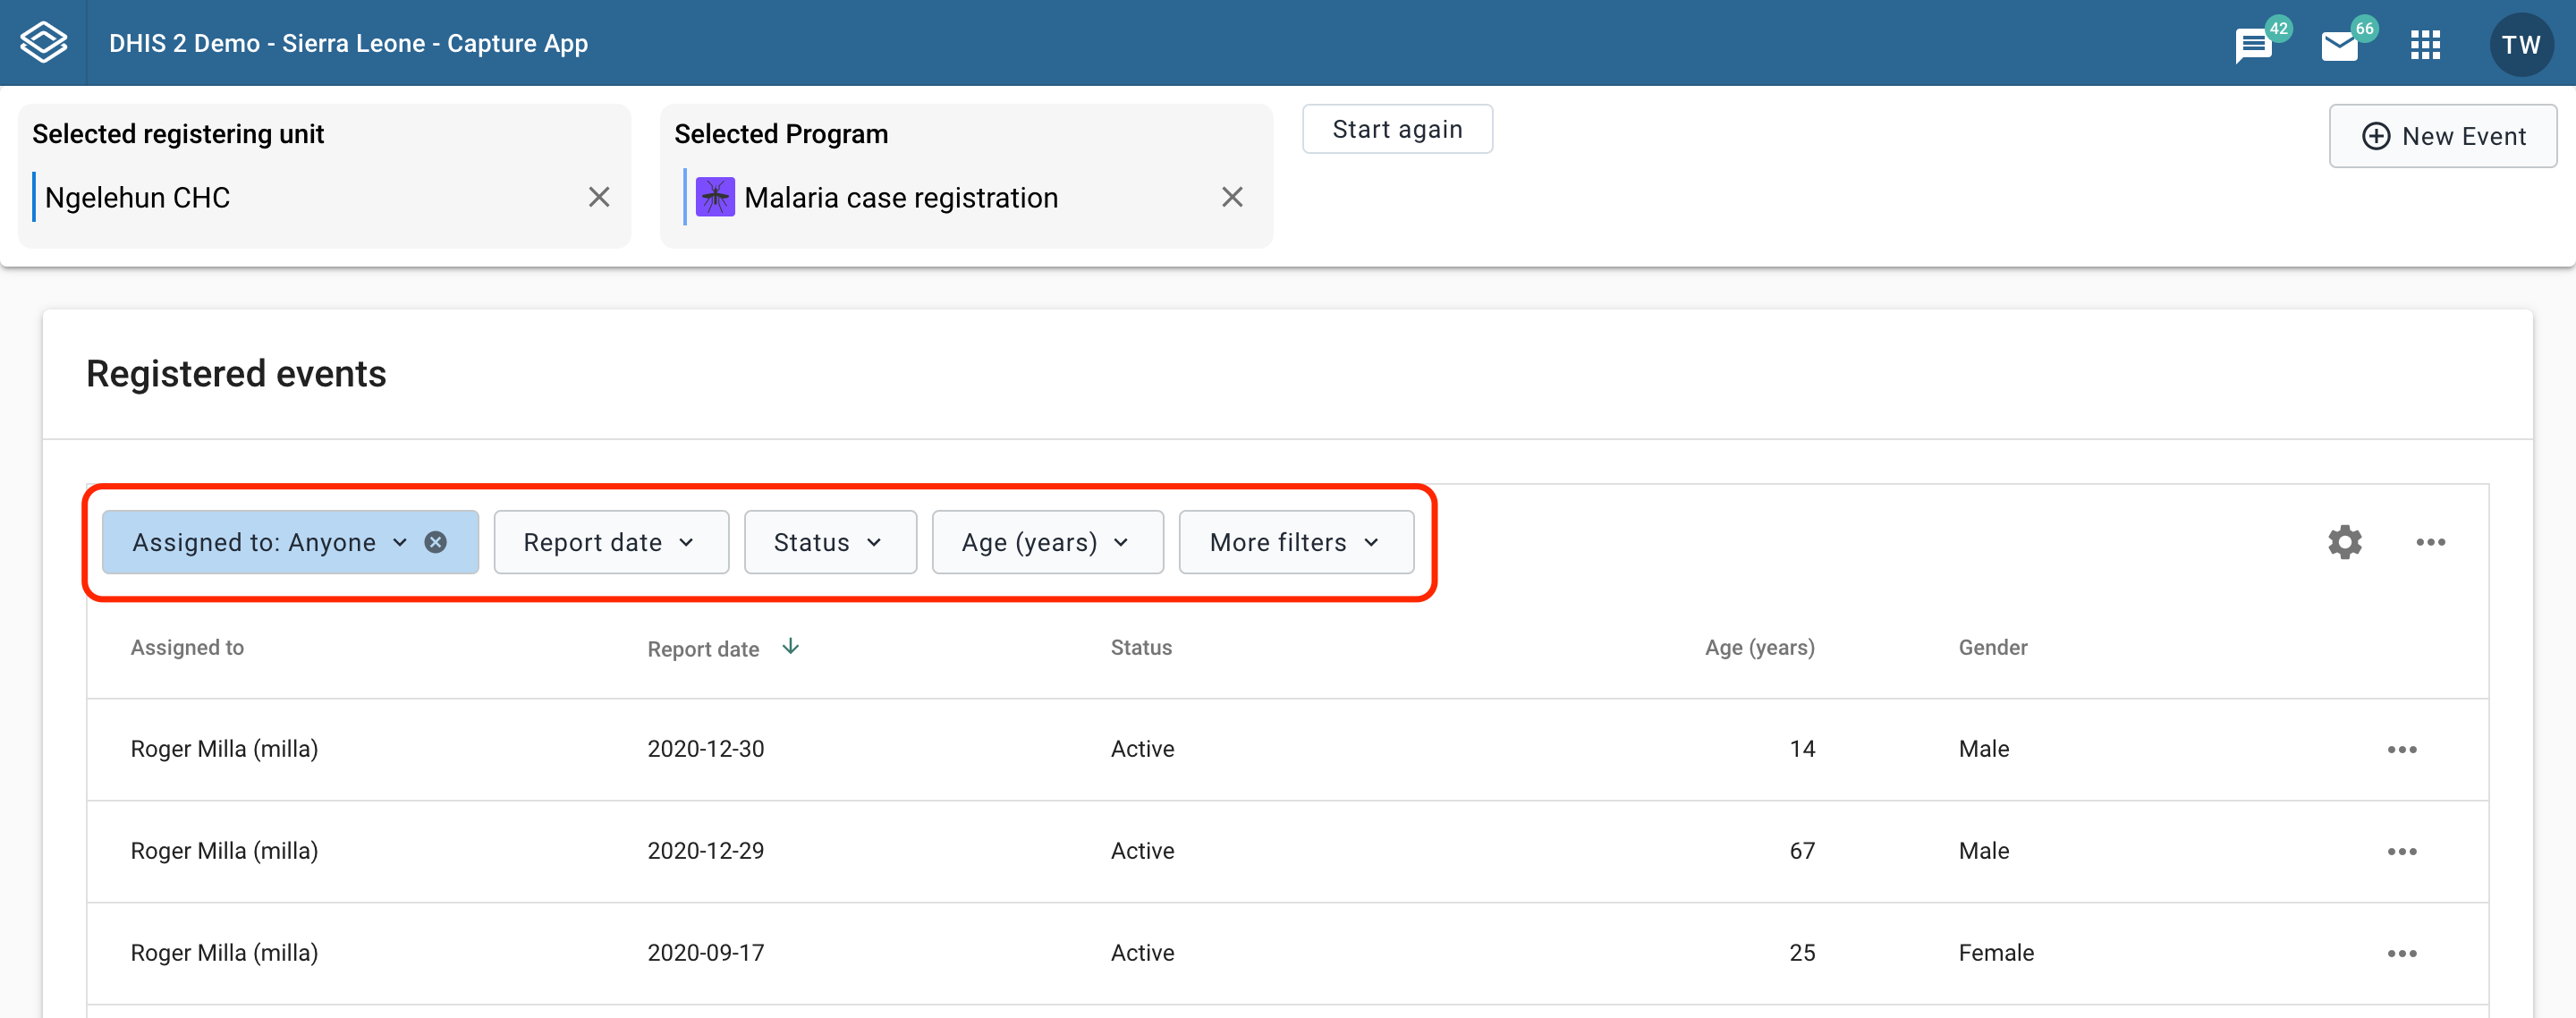 DHIS 2 Demo - Sierra Leone - Capture App
42
66
TW
Selected registering unit
Ngelehun CHC
Selected Program
Malaria case registration
Start again
New Event
Registered events
Assigned to: Anyone
Report date
Status
Age (years)
More filters
Assigned to Report date Status Age (years) Gender
Roger Milla (milla) 2020-12-30 Active 14 Male
Roger Milla (milla) 2020-12-29 Active 67 Male
Roger Milla (milla) 2020-09-17 Active 25 Female